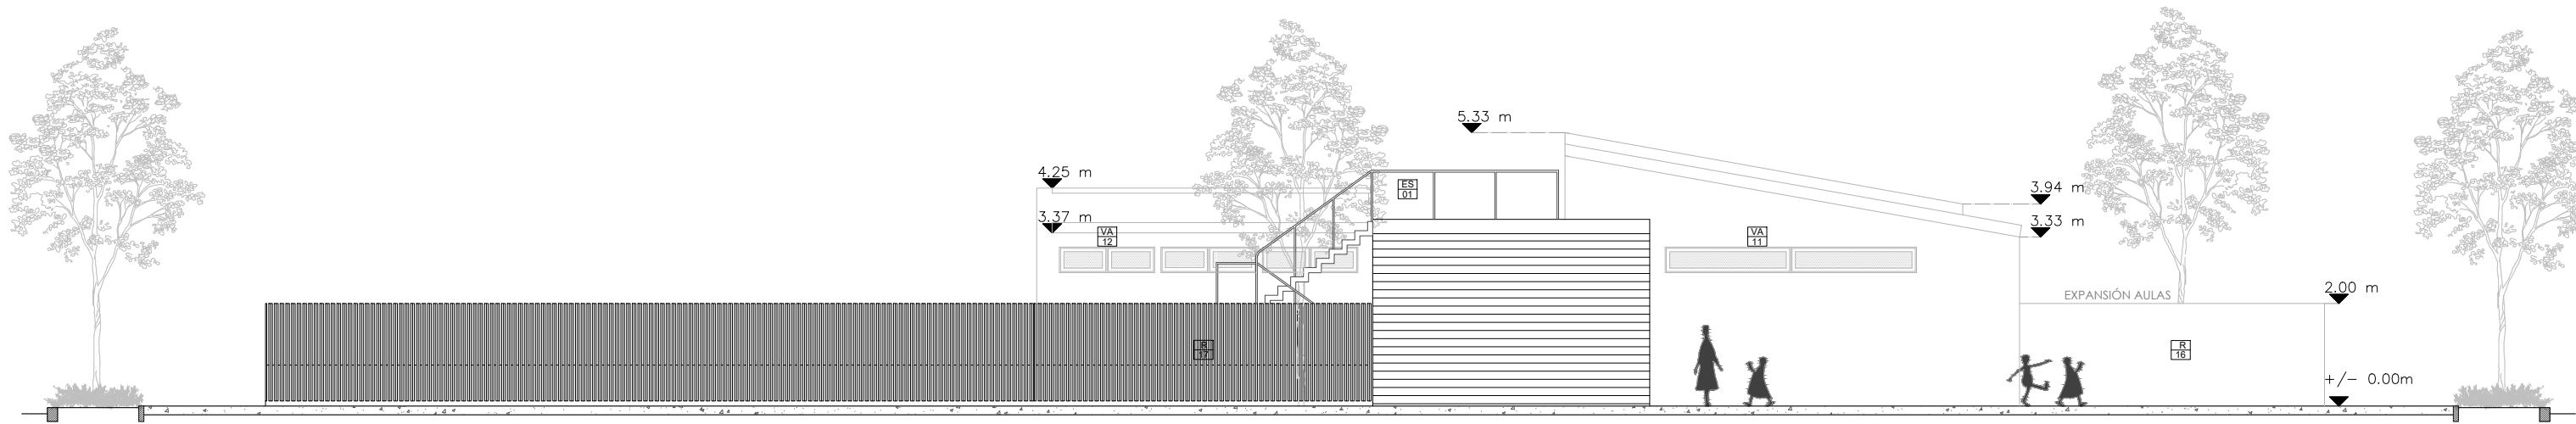 5.33 m
4.25 m
ES
01
3.94 m
3.37 m
3.33 m
VA
12
VA
11
EXPANSIÓN AULAS
2.00 m
R
17
R
16
+/- 0.00m